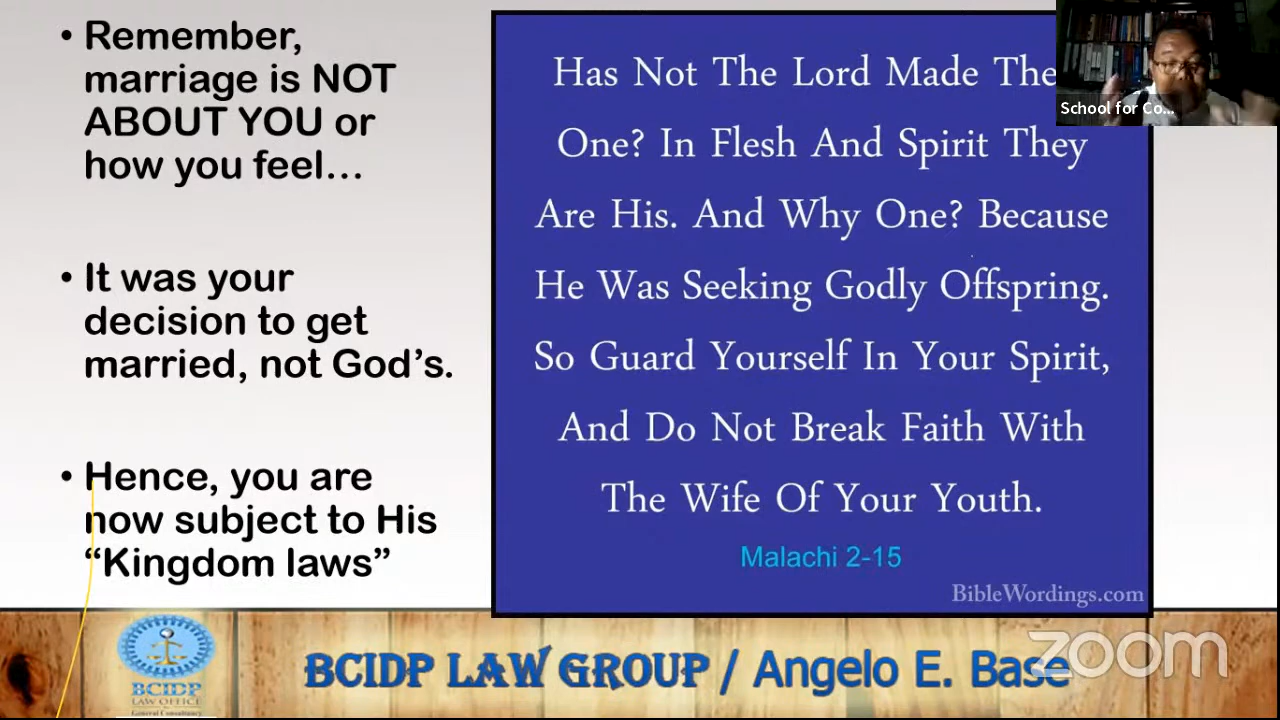 • Remember,
marriage is NOT
ABOUT YOU or
how you feel…
• It was your
decision to get
married, not God’s.
• Hence, you are
now subject to His
“Kingdom laws”
Has Not The Lord Made The
One? In Flesh And Spirit They
Are His. And Why One? Because
He Was Seeking Godly Offspring.
So Guard Yourself In Your Spirit,
And Do Not Break Faith With
The Wife Of Your Youth.
Malachi 2-15
BibleWordings.com
School for Co...
BCIDP
LAW OFFICE
General Consultancy
BCIDP LAW GROUP / Angelo E. Base
zoom